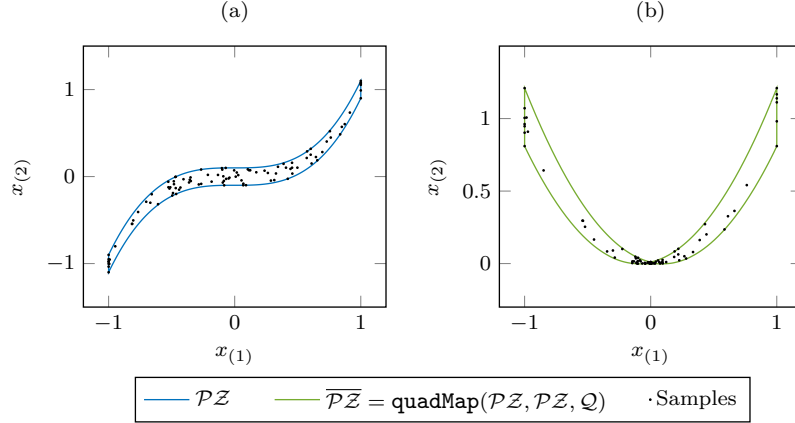 (a) (b)
1 1
0 0.5
−1 0
−1 0 1 −1 0 1
x(2) x(2)
x(1) x(1)
𝒫𝒵 \overline{𝒫𝒵} = quadMap(𝒫𝒵, 𝒫𝒵, 𝒬) Samples